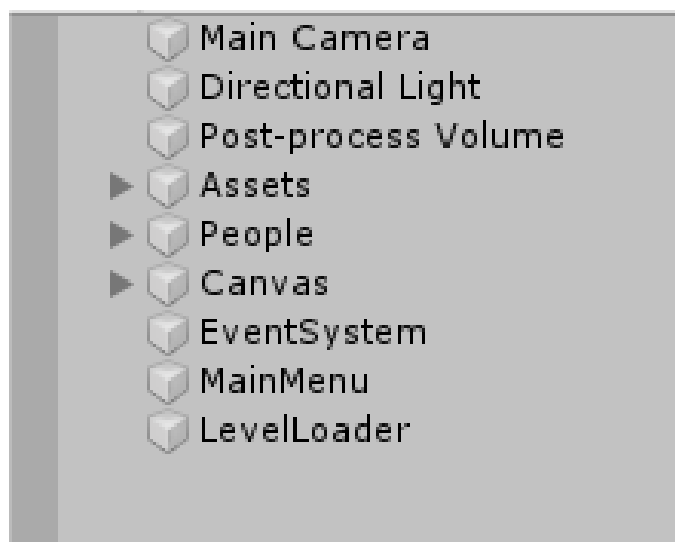 Main Camera
Directional Light
Post-process Volume
Assets
People
Canvas
EventSystem
MainMenu
LevelLoader